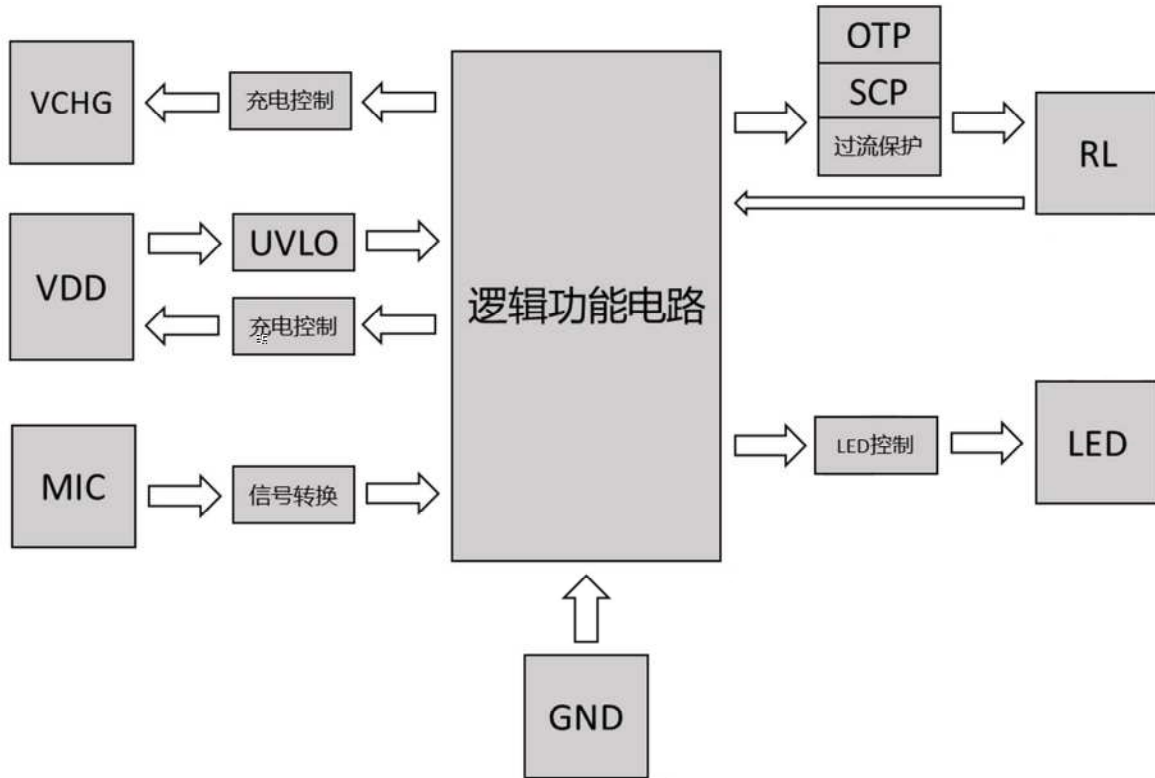 VCHG
充电控制
OTP
SCP
过流保护
RL
VDD
UVLO
充电控制
逻辑功能电路
MIC
信号转换
LED控制
LED
GND